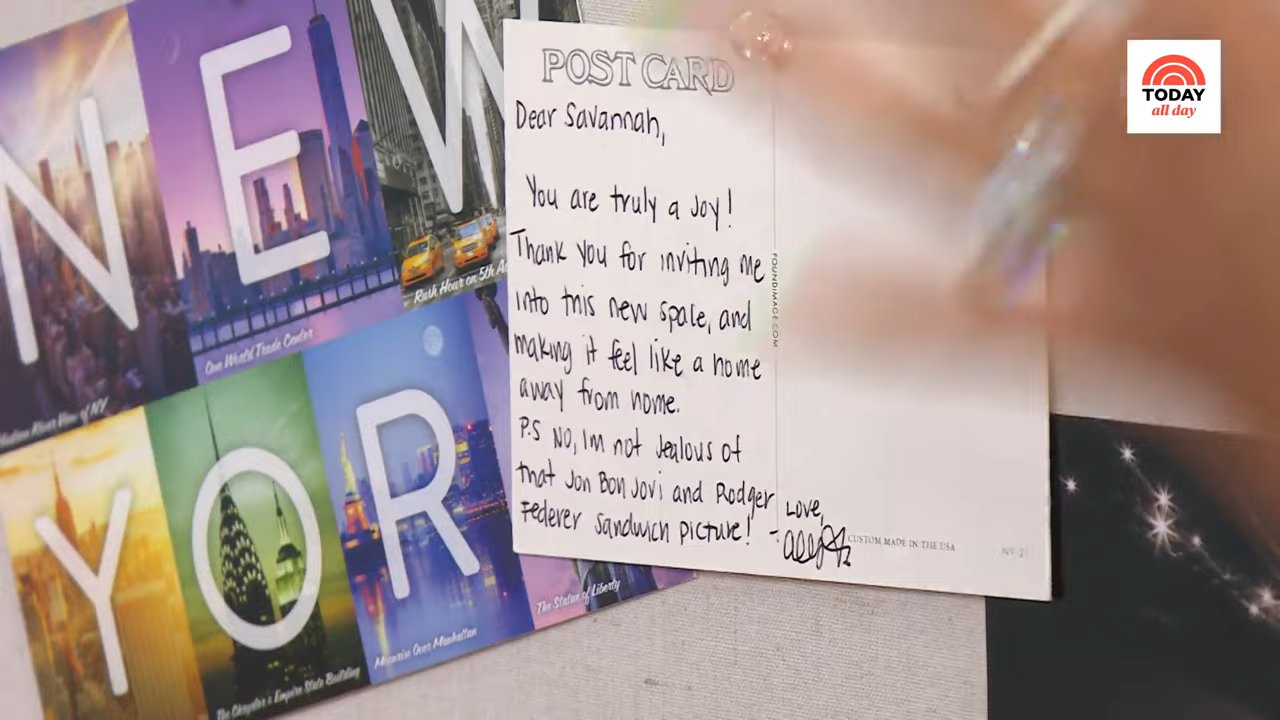 NEW
One World Trade Center
Rush Hour on 5th
YOR
The Chrysler & Empire State Building
Moonrise Over Manhattan
The Statue of Liberty
POST CARD
Dear Savannah,
You are truly a Joy!
Thank you for inviting me
into this new space, and
making it feel like a home
away from home.
P.S NO, Im not Jealous of
that Jon Bon Jovi and Rodger
Federer Sandwich picture!
Love,
FOUNDIMAGE.COM
CUSTOM MADE IN THE USA
TODAY
all day